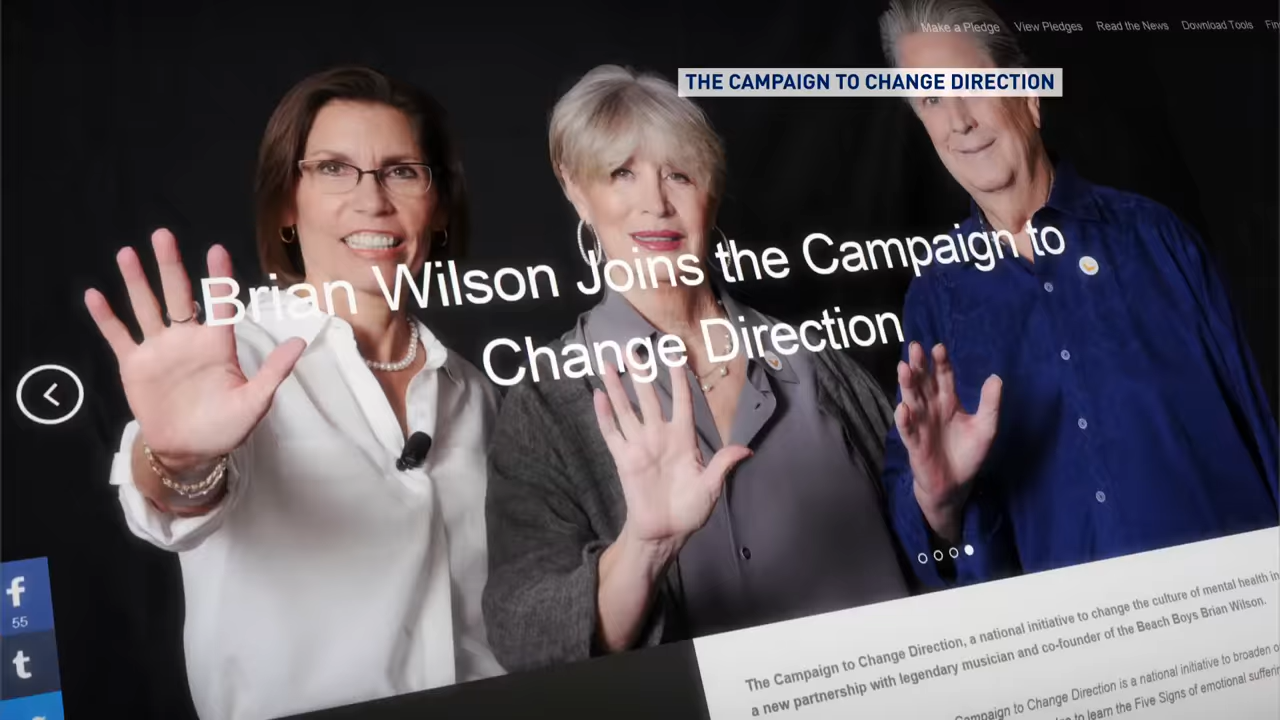 Make a Pledge View Pledges Read the News Download Tools
THE CAMPAIGN TO CHANGE DIRECTION
Brian Wilson Joins the Campaign to
Change Direction
f
55
t
The Campaign to Change Direction, a national initiative to change the culture of mental health in
a new partnership with legendary musician and co-founder of the Beach Boys Brian Wilson.
Campaign to Change Direction is a national initiative to broaden
to learn the Five Signs of emotional